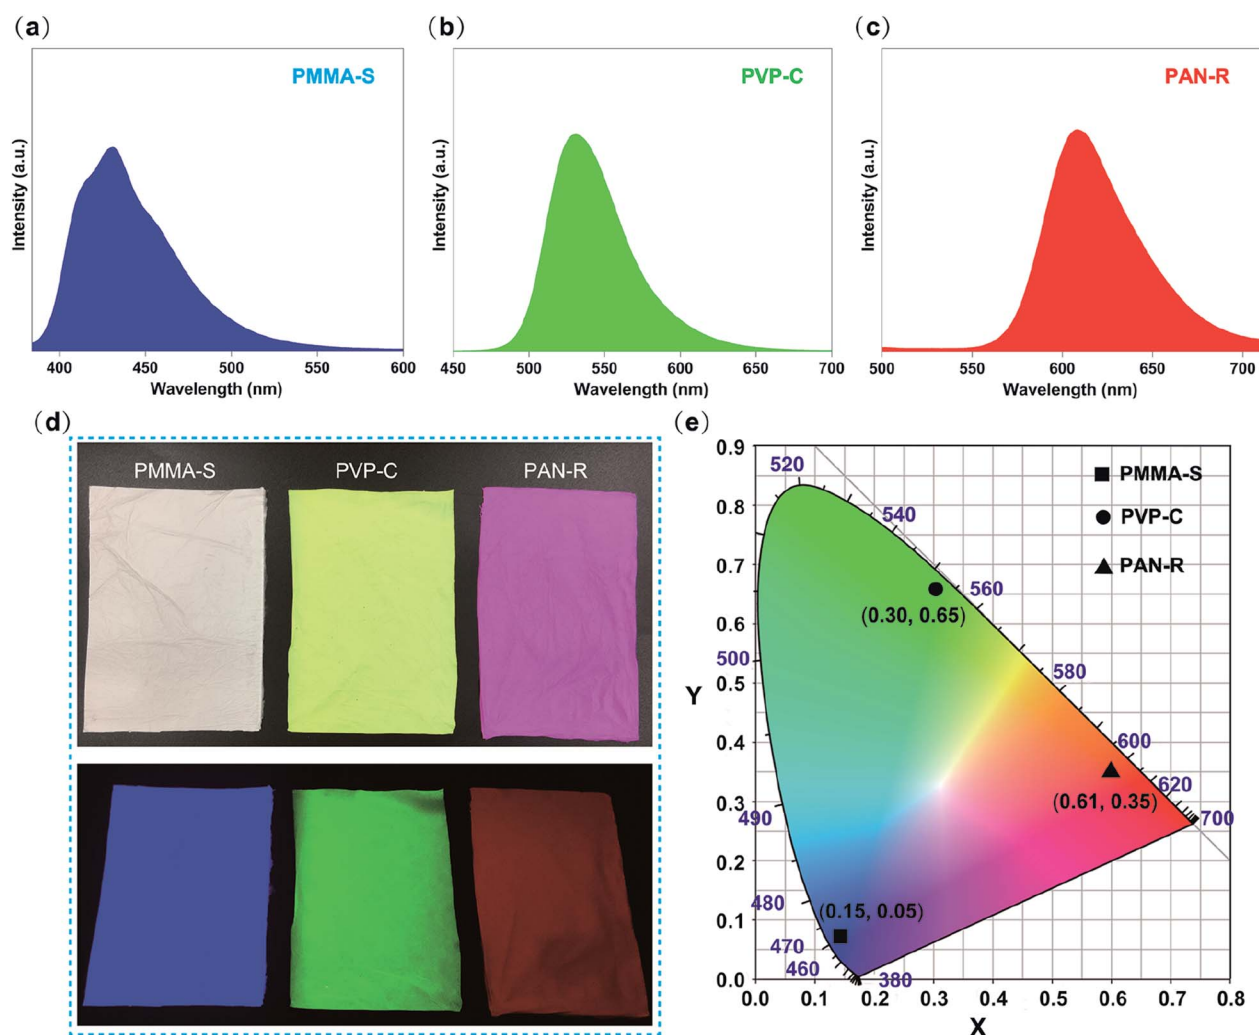 (a)
PMMA-S
Intensity (a.u.)
400 450 500 550 600
Wavelength (nm)
(b)
PVP-C
Intensity (a.u.)
450 500 550 600 650 700
Wavelength (nm)
(c)
PAN-R
Intensity (a.u.)
500 550 600 650 700
Wavelength (nm)
(d)
PMMA-S PVP-C PAN-R
(e)
0.9
0.8
0.7
0.6
0.5
0.4
0.3
0.2
0.1
0.0
Y
520
540
560
500
580
600
620
490
700
480
470
460
380
PMMA-S
PVP-C
PAN-R
(0.30, 0.65)
(0.61, 0.35)
(0.15, 0.05)
0.0 0.1 0.2 0.3 0.4 0.5 0.6 0.7 0.8
X